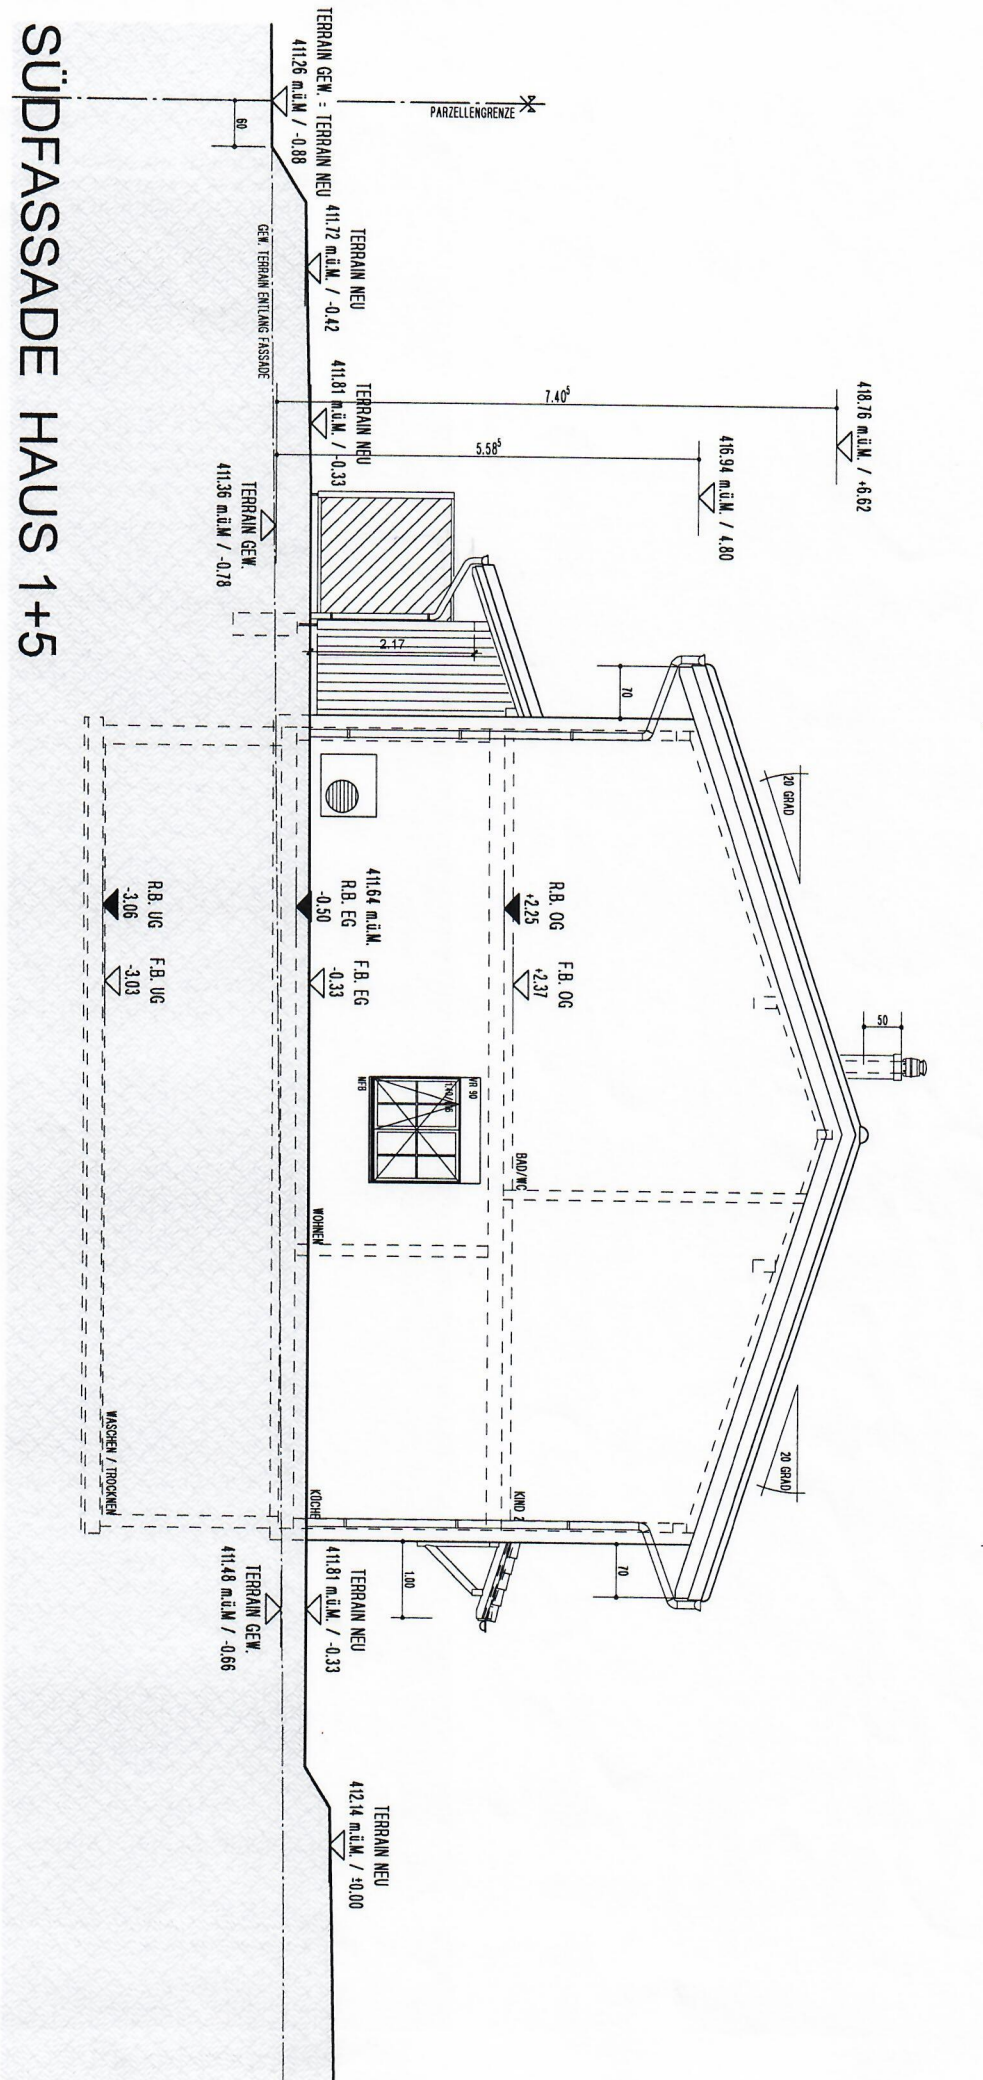 418.76 m.ü.M. / +6.62
416.94 m.ü.M. / 4.80
7.40⁵
5.58⁵
PARZELLENGRENZE
TERRAIN GEW. = TERRAIN NEU
411.26 m.ü.M / -0.88
60
TERRAIN NEU
411.72 m.ü.M. / -0.42
TERRAIN NEU
411.81 m.ü.M. / -0.33
GEW. TERRAIN ENTLANG FASSADE
TERRAIN GEW.
411.36 m.ü.M / -0.78
2.17
70
20 GRAD
50
20 GRAD
70
R.B. OG
+2.25
F.B. OG
+2.37
BAD/WC
KIND 2
411.64 m.ü.M.
R.B. EG
-0.50
F.B. EG
-0.33
WR 90
WFB
WOHNEN
KÜCHE
1.00
R.B. UG
-3.06
F.B. UG
-3.03
WASCHEN / TROCKNEN
TERRAIN NEU
411.81 m.ü.M. / -0.33
TERRAIN GEW.
411.48 m.ü.M / -0.66
TERRAIN NEU
412.14 m.ü.M. / ±0.00
SÜDFASSADE HAUS 1+5